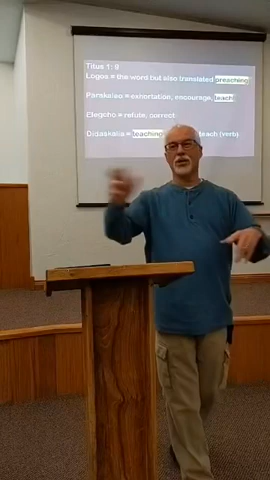 Titus 1: 9
Logos = the word but also translated preaching
Parakaleo = exhortation, encourage, teach
Elegcho = refute, correct
Didaskalia = teaching teach (verb)